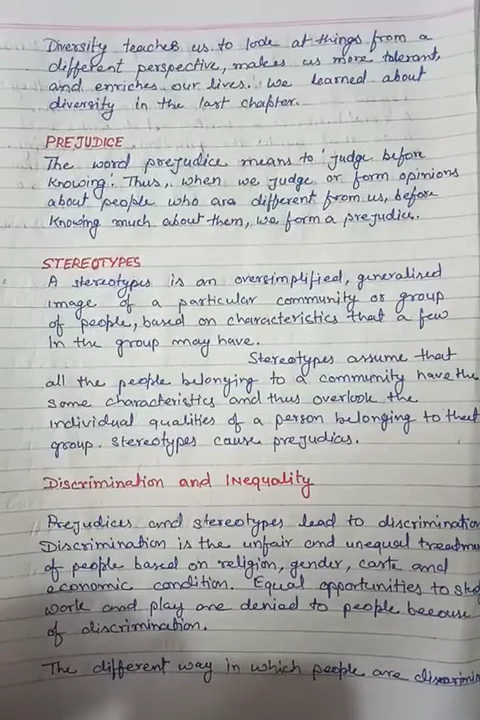 Diversity teaches us to look at things from a
different perspective, makes us more tolerant,
and enriches our lives. We learned about
diversity in the last chapter.
PREJUDICE
The word prejudice means to 'judge before
knowing'. Thus, when we judge or form opinions
about people who are different from us, before
knowing much about them, we form a prejudice.
STEREOTYPES
A stereotypes is an oversimplified, generalised
image of a particular community or group
of people, based on characteristics that a few
in the group may have.
Stereotypes assume that
all the people belonging to a community have the
same characteristics and thus overlook the
individual qualities of a person belonging to that
group. Stereotypes cause prejudices.
Discrimination and Inequality
Prejudices and stereotypes lead to discrimination
Discrimination is the unfair and unequal treatm
of people based on religion, gender, caste and
economic condition. Equal opportunities to
work and play are denied to people because
of discrimination.
The different way in which people are discrimin